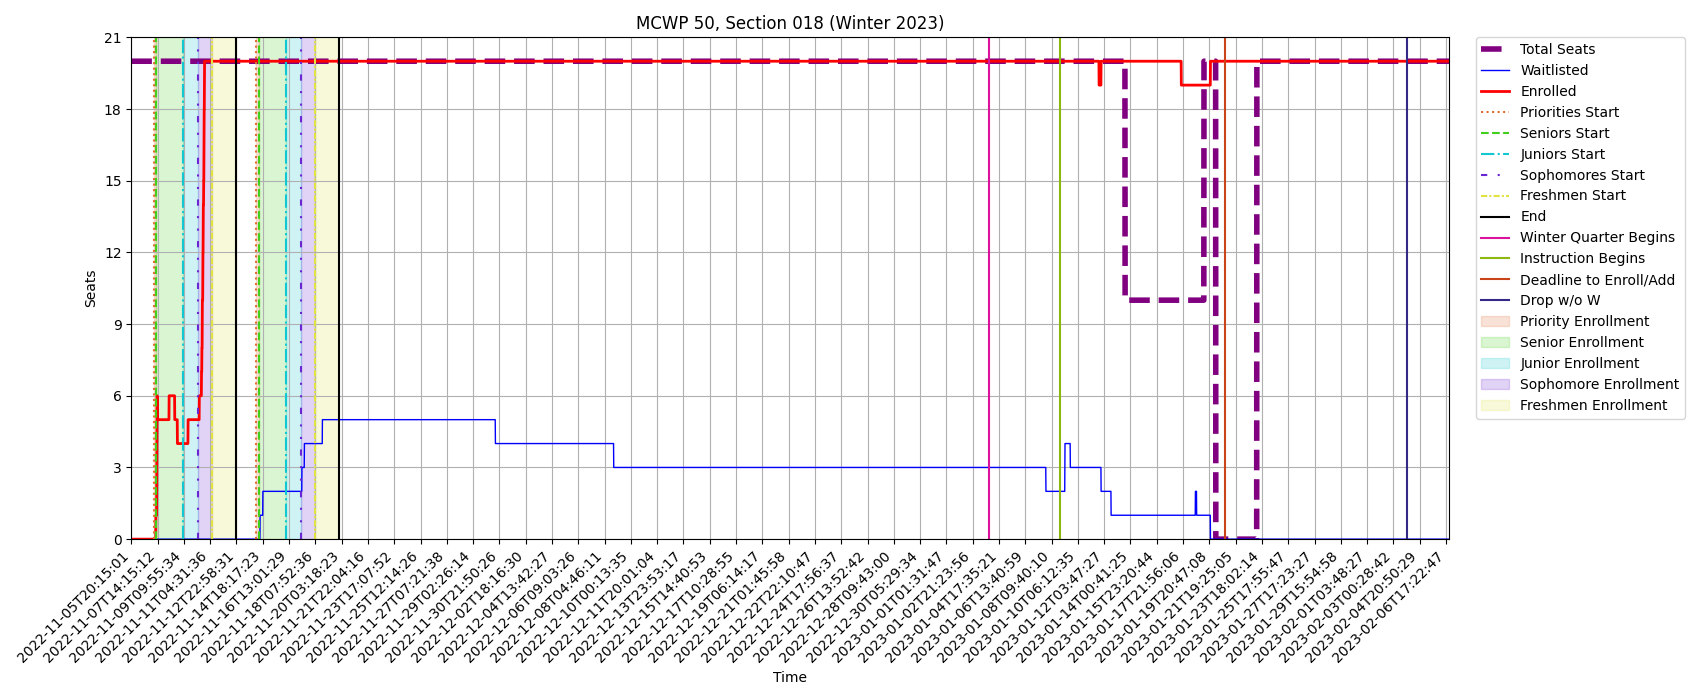 MCWP 50, Section 018 (Winter 2023)
21
18
15
12
9
6
3
0
Seats
2022-11-05T20:15:01
2022-11-07T14:15:12
2022-11-09T09:55:34
2022-11-11T04:31:36
2022-11-12T22:58:31
2022-11-14T18:17:23
2022-11-16T13:01:29
2022-11-18T07:52:36
2022-11-20T03:18:23
2022-11-21T22:04:16
2022-11-23T17:07:52
2022-11-25T12:14:26
2022-11-27T07:21:38
2022-11-29T02:26:14
2022-11-30T21:50:26
2022-12-02T18:16:30
2022-12-04T13:42:27
2022-12-06T09:03:26
2022-12-08T04:46:11
2022-12-10T00:13:35
2022-12-11T20:01:04
2022-12-13T23:53:17
2022-12-15T14:40:53
2022-12-17T10:28:55
2022-12-19T06:14:17
2022-12-21T01:45:58
2022-12-22T22:10:47
2022-12-24T17:56:37
2022-12-26T13:52:42
2022-12-28T09:43:00
2022-12-30T05:29:34
2023-01-01T01:31:47
2023-01-02T21:23:56
2023-01-04T17:35:21
2023-01-06T13:40:59
2023-01-08T09:40:10
2023-01-10T06:12:35
2023-01-12T03:47:27
2023-01-14T00:41:25
2023-01-15T23:20:44
2023-01-17T21:56:06
2023-01-19T20:47:08
2023-01-21T19:25:05
2023-01-23T18:02:14
2023-01-25T17:55:47
2023-01-27T17:23:27
2023-01-29T15:54:58
2023-02-01T03:48:27
2023-02-03T00:28:42
2023-02-04T20:50:29
2023-02-06T17:22:47
Time
Total Seats
Waitlisted
Enrolled
Priorities Start
Seniors Start
Juniors Start
Sophomores Start
Freshmen Start
End
Winter Quarter Begins
Instruction Begins
Deadline to Enroll/Add
Drop w/o W
Priority Enrollment
Senior Enrollment
Junior Enrollment
Sophomore Enrollment
Freshmen Enrollment